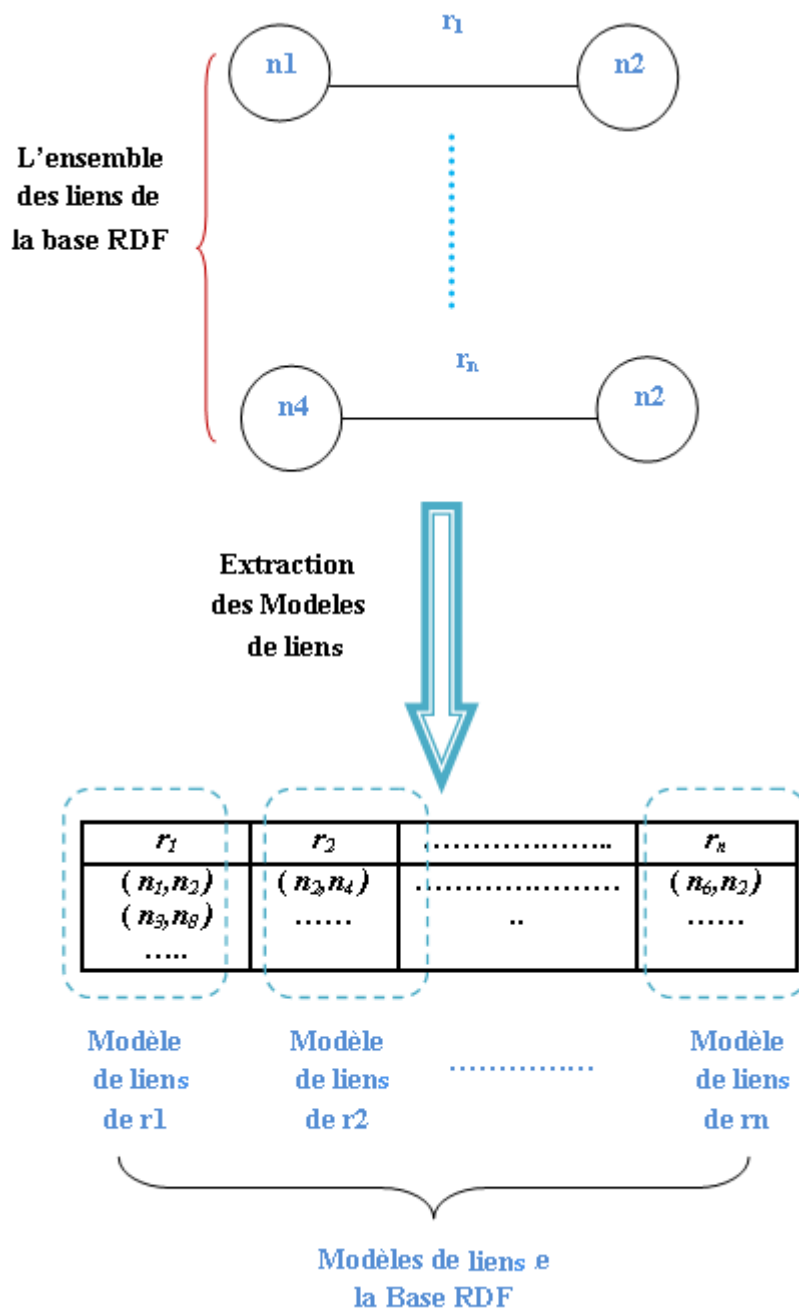 r₁
n1
n2
L'ensemble
des liens de
la base RDF
rₙ
n4
n2
Extraction
des Modeles
de liens
r₁ r₂ .................... rₙ
(n₁,n₂) (n₂,n₄) ...................... (n₆,n₂)
(n₃,n₈) ...... .. ......
.....
Modèle Modèle Modèle
de liens de liens ............... de liens
de r1 de r2 de rn
Modèles de liens e
la Base RDF